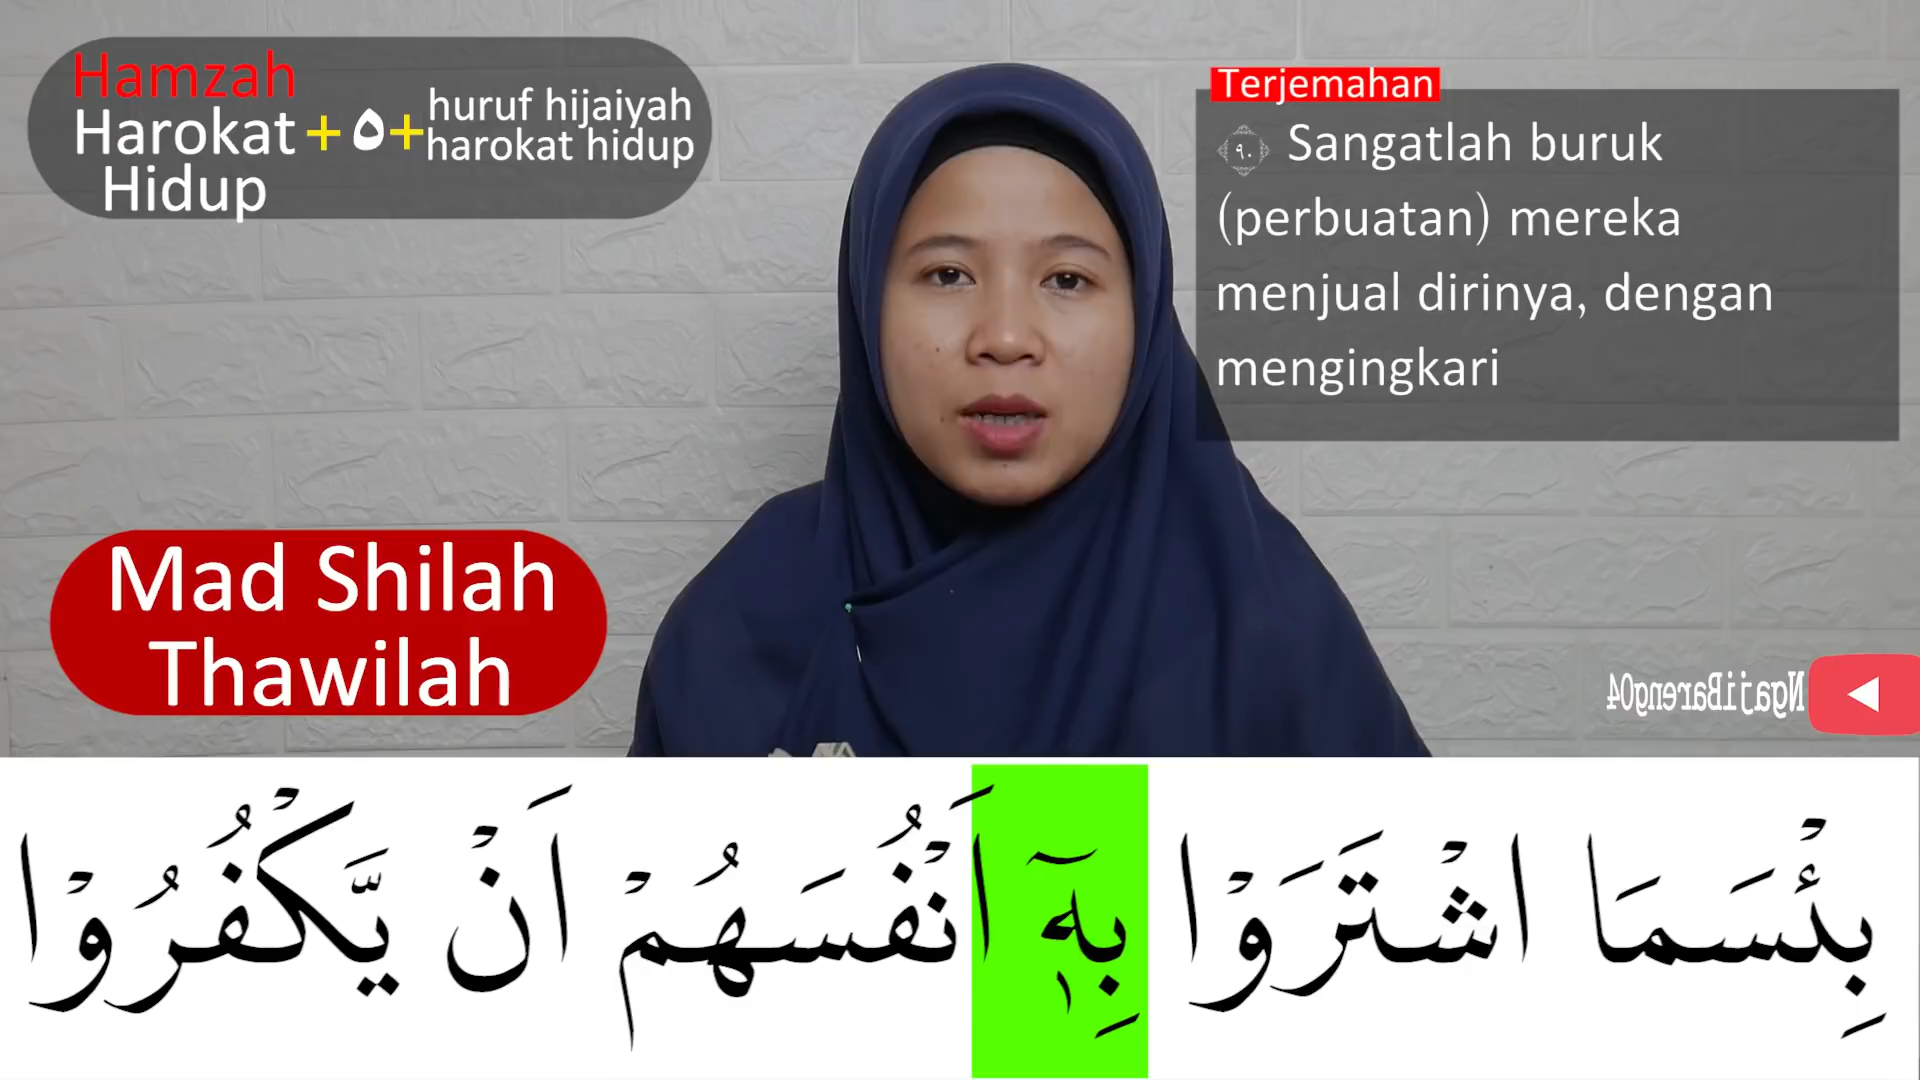 Hamzah
Harokat + ه + huruf hijaiyah
Hidup harokat hidup
Terjemahan
٩٠ Sangatlah buruk
(perbuatan) mereka
menjual dirinya, dengan
mengingkari
Mad Shilah
Thawilah
NgajiBareng04
بِئْسَمَا اشْتَرَوْا بِهٖٓ اَنْفُسَهُمْ اَنْ يَّكْفُرُوْا